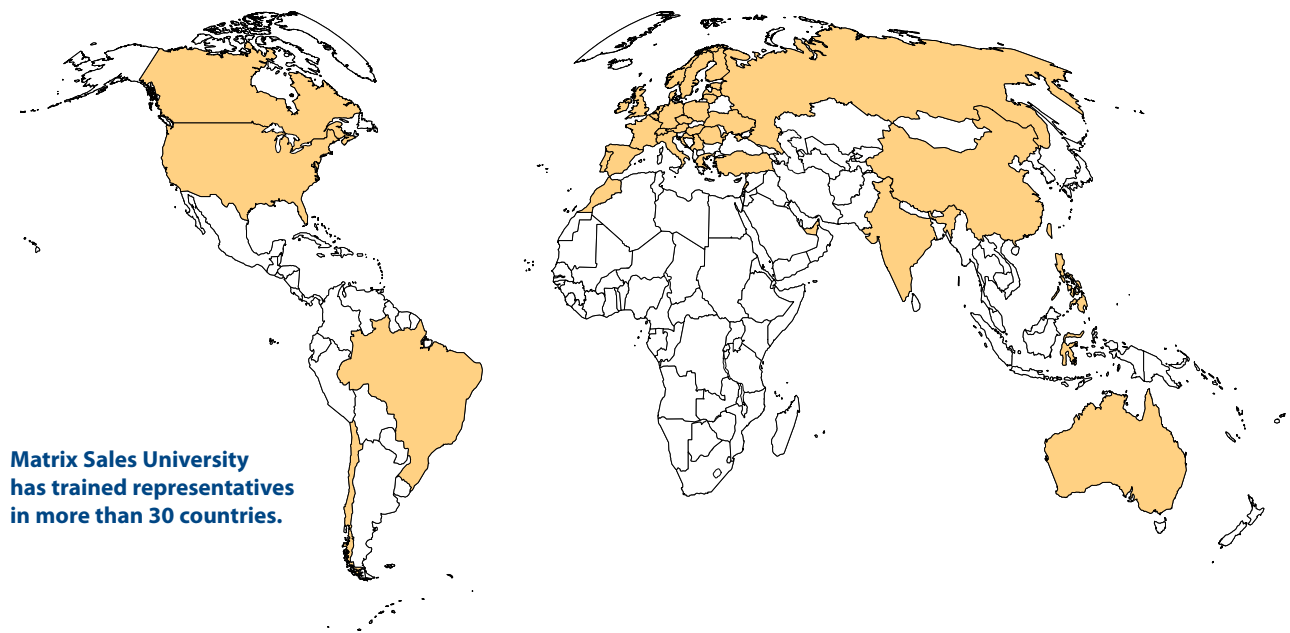 Matrix Sales University
has trained representatives
in more than 30 countries.